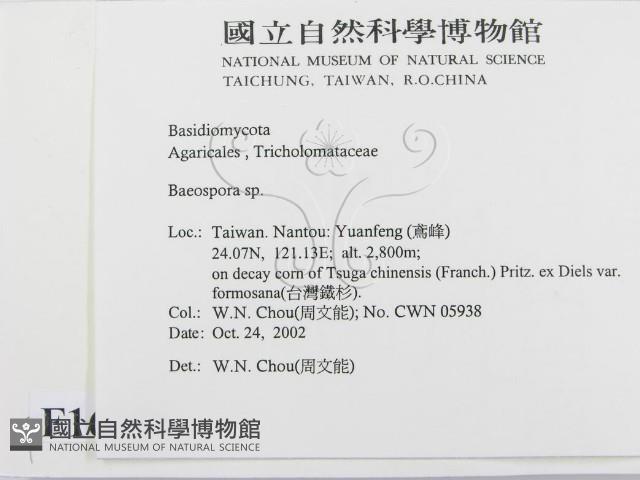 國立自然科學博物館
NATIONAL MUSEUM OF NATURAL SCIENCE
TAICHUNG, TAIWAN, R.O.CHINA
Basidiomycota
Agaricales , Tricholomataceae
Baeospora sp.
Loc.: Taiwan. Nantou: Yuanfeng (鳶峰)
24.07N, 121.13E; alt. 2,800m;
on decay corn of Tsuga chinensis (Franch.) Pritz. ex Diels var.
formosana(台灣鐵杉).
Col.: W.N. Chou(周文能); No. CWN 05938
Date: Oct. 24, 2002
Det.: W.N. Chou(周文能)
國立自然科學博物館
NATIONAL MUSEUM OF NATURAL SCIENCE